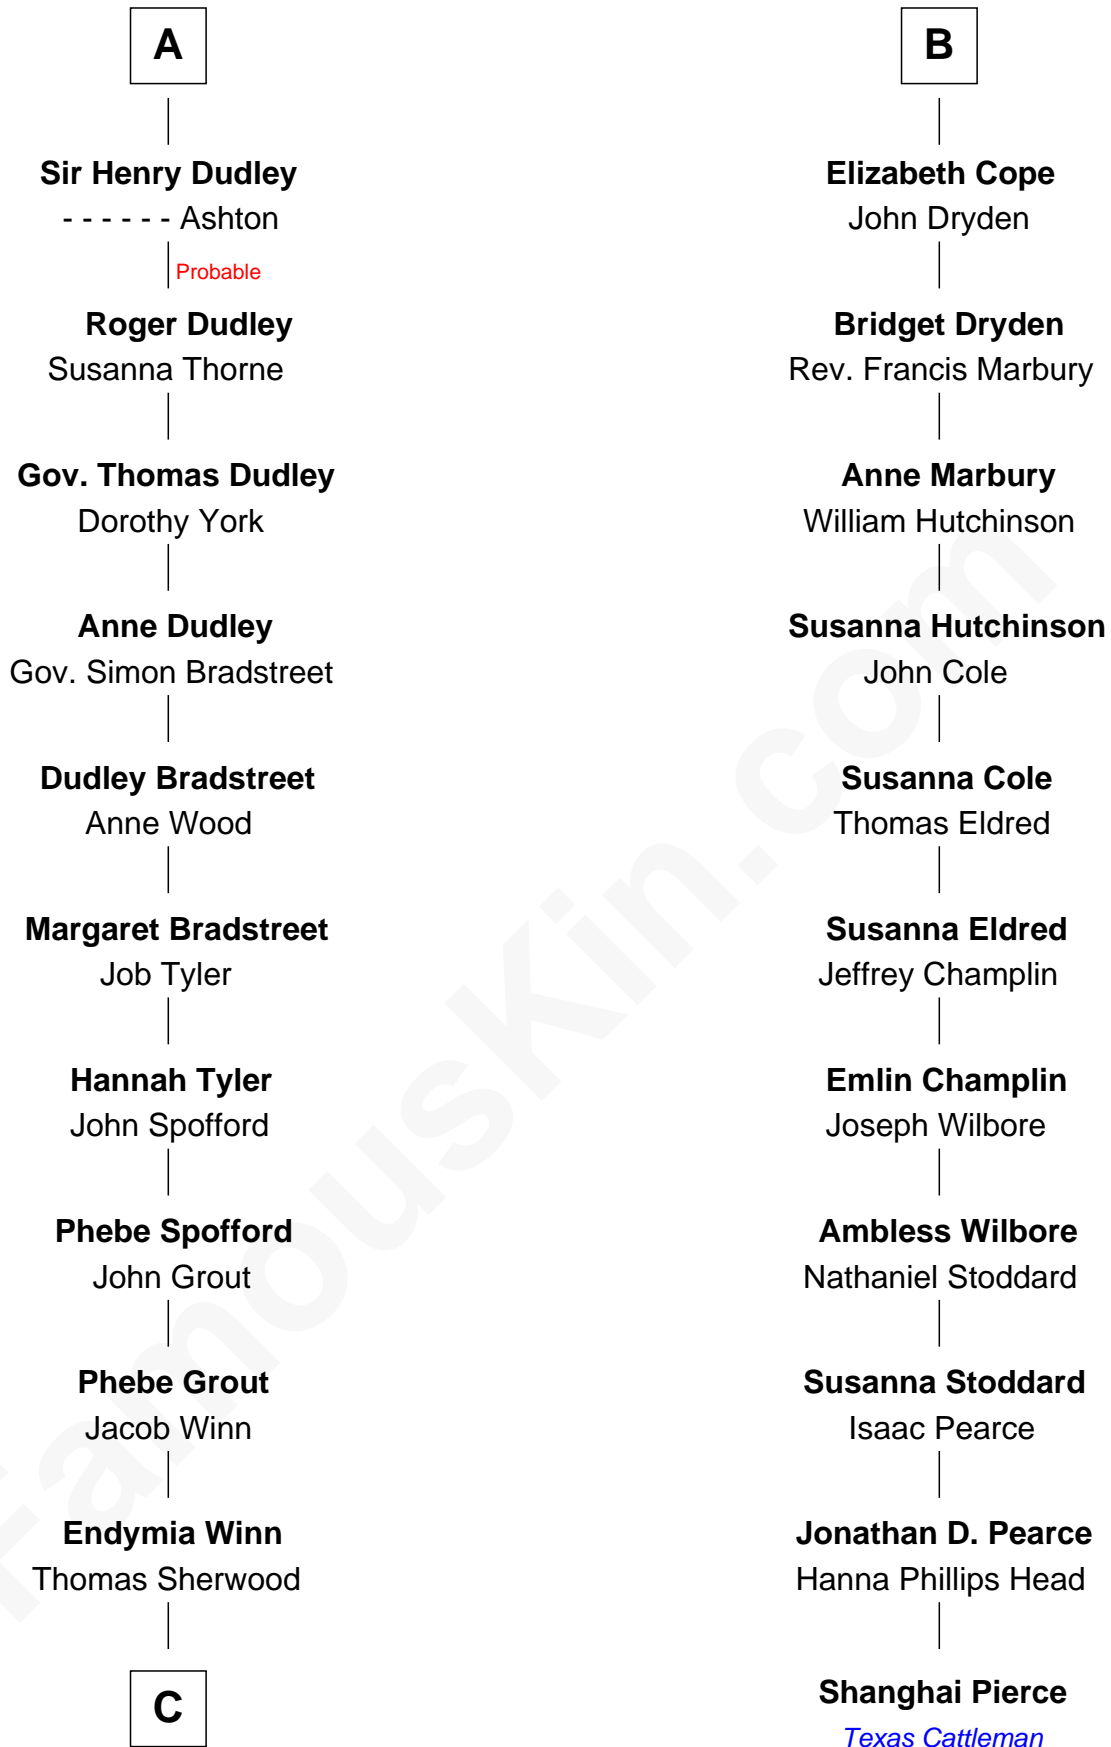 A
Sir Henry Dudley
- - - - - - Ashton
Probable
Roger Dudley
Susanna Thorne
Gov. Thomas Dudley
Dorothy York
Anne Dudley
Gov. Simon Bradstreet
Dudley Bradstreet
Anne Wood
Margaret Bradstreet
Job Tyler
Hannah Tyler
John Spofford
Phebe Spofford
John Grout
Phebe Grout
Jacob Winn
Endymia Winn
Thomas Sherwood
C
B
Elizabeth Cope
John Dryden
Bridget Dryden
Rev. Francis Marbury
Anne Marbury
William Hutchinson
Susanna Hutchinson
John Cole
Susanna Cole
Thomas Eldred
Susanna Eldred
Jeffrey Champlin
Emlin Champlin
Joseph Wilbore
Ambless Wilbore
Nathaniel Stoddard
Susanna Stoddard
Isaac Pearce
Jonathan D. Pearce
Hanna Phillips Head
Shanghai Pierce
Texas Cattleman
FamousKin.com